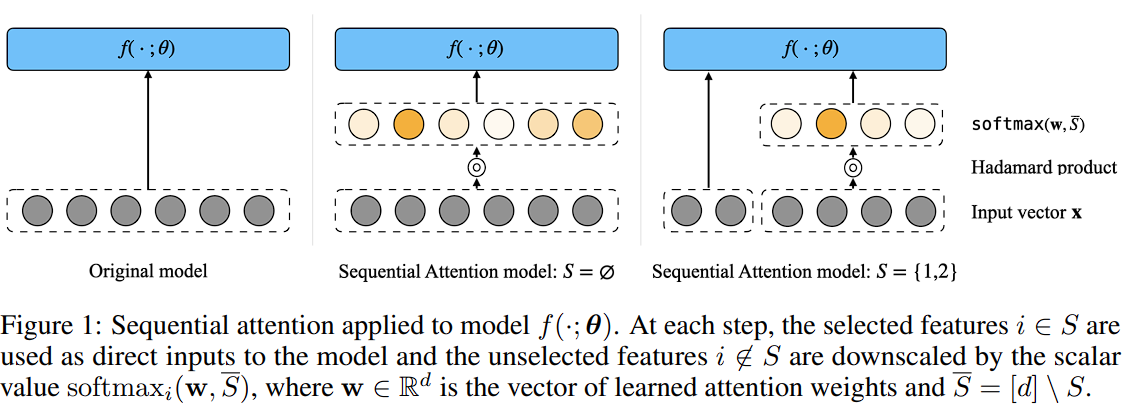 f(·;θ)
f(·;θ)
f(·;θ)
softmax(w, S̅)
Hadamard product
Input vector x
Original model
Sequential Attention model: S = ∅
Sequential Attention model: S = {1,2}
Figure 1: Sequential attention applied to model f(·; θ). At each step, the selected features i ∈ S are
used as direct inputs to the model and the unselected features i ∉ S are downscaled by the scalar
value softmaxᵢ(w, S̅), where w ∈ ℝᵈ is the vector of learned attention weights and S̅ = [d] \ S.